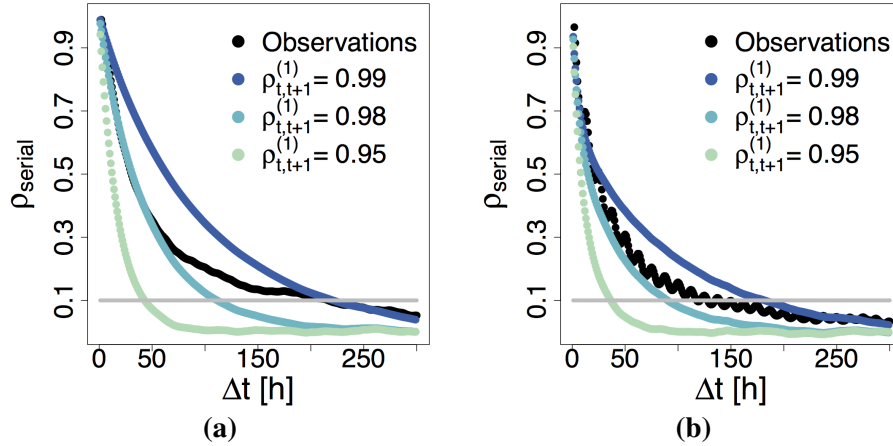 0.9
0.7
0.5
0.3
0.1
ρserial
Observations
ρ(1)t,t+1= 0.99
ρ(1)t,t+1= 0.98
ρ(1)t,t+1= 0.95
0 50 150 250
Δt [h]
(a)
0.9
0.7
0.5
0.3
0.1
ρserial
Observations
ρ(1)t,t+1= 0.99
ρ(1)t,t+1= 0.98
ρ(1)t,t+1= 0.95
0 50 150 250
Δt [h]
(b)